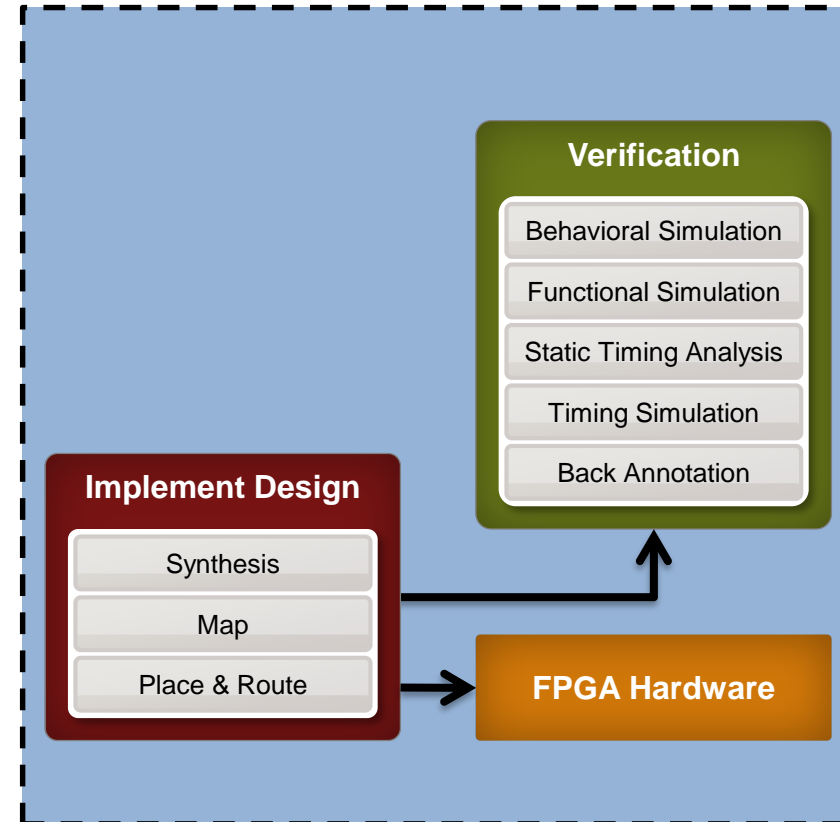 Verification
Behavioral Simulation
Functional Simulation
Static Timing Analysis
Timing Simulation
Back Annotation
Implement Design
Synthesis
Map
Place & Route
FPGA Hardware